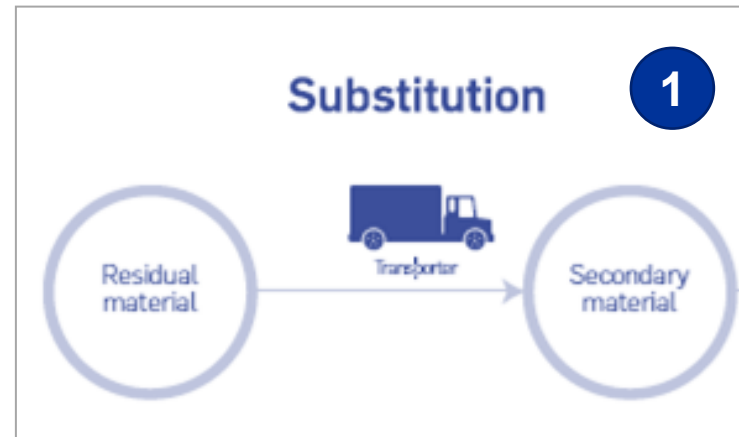 Substitution
1
Transporter
Residual
material
Secondary
material